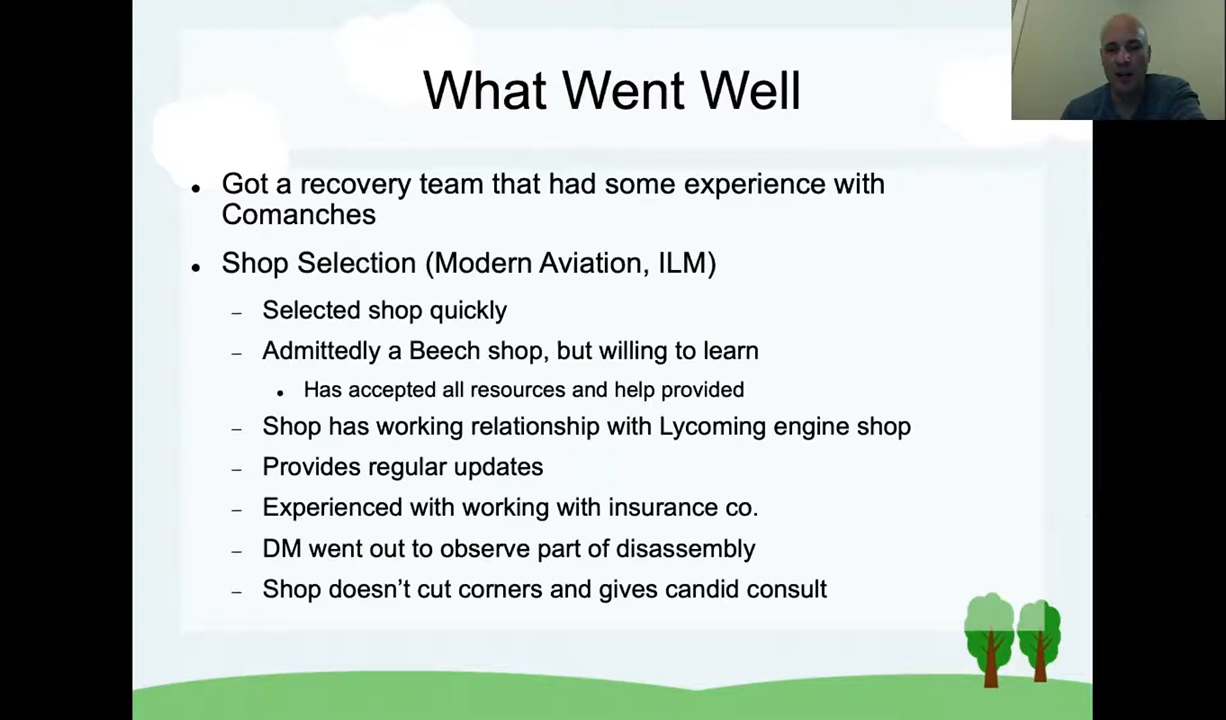 What Went Well
• Got a recovery team that had some experience with
Comanches
• Shop Selection (Modern Aviation, ILM)
– Selected shop quickly
– Admittedly a Beech shop, but willing to learn
• Has accepted all resources and help provided
– Shop has working relationship with Lycoming engine shop
– Provides regular updates
– Experienced with working with insurance co.
– DM went out to observe part of disassembly
– Shop doesn’t cut corners and gives candid consult